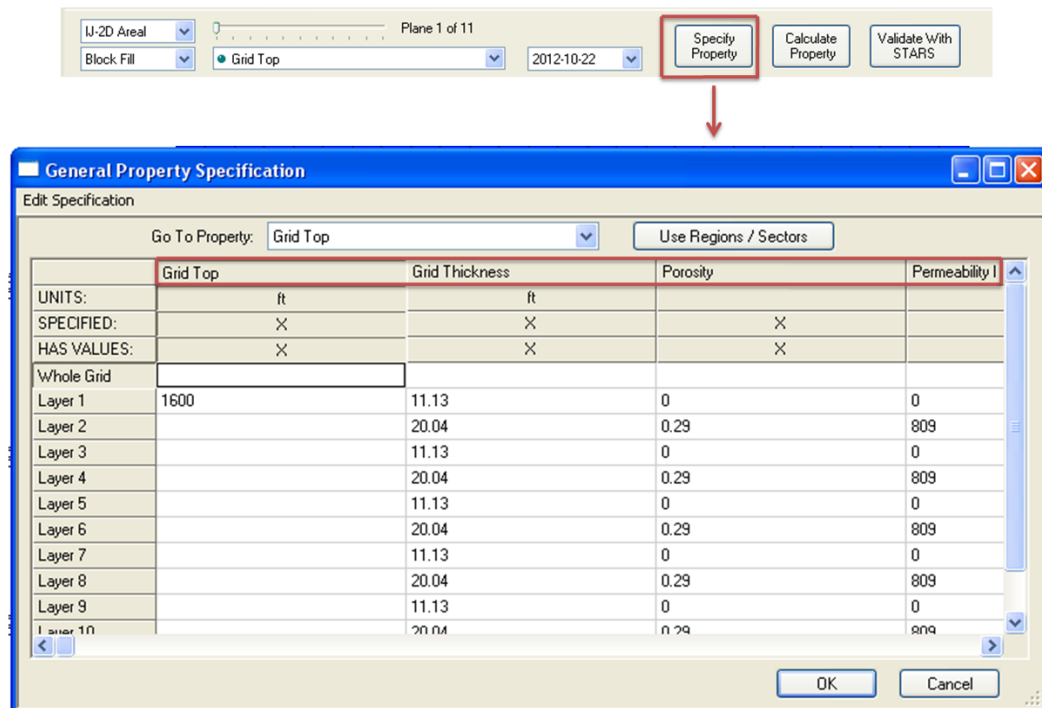 IJ-2D Areal Plane 1 of 11
Block Fill Grid Top 2012-10-22 Specify Property Calculate Property Validate With STARS
General Property Specification
Edit Specification
Go To Property: Grid Top Use Regions / Sectors
Grid Top Grid Thickness Porosity Permeability I
UNITS: ft ft
SPECIFIED: X X X
HAS VALUES: X X X
Whole Grid
Layer 1 1600 11.13 0 0
Layer 2 20.04 0.29 809
Layer 3 11.13 0 0
Layer 4 20.04 0.29 809
Layer 5 11.13 0 0
Layer 6 20.04 0.29 809
Layer 7 11.13 0 0
Layer 8 20.04 0.29 809
Layer 9 11.13 0 0
Layer 10 20.04 0.29 809
OK Cancel